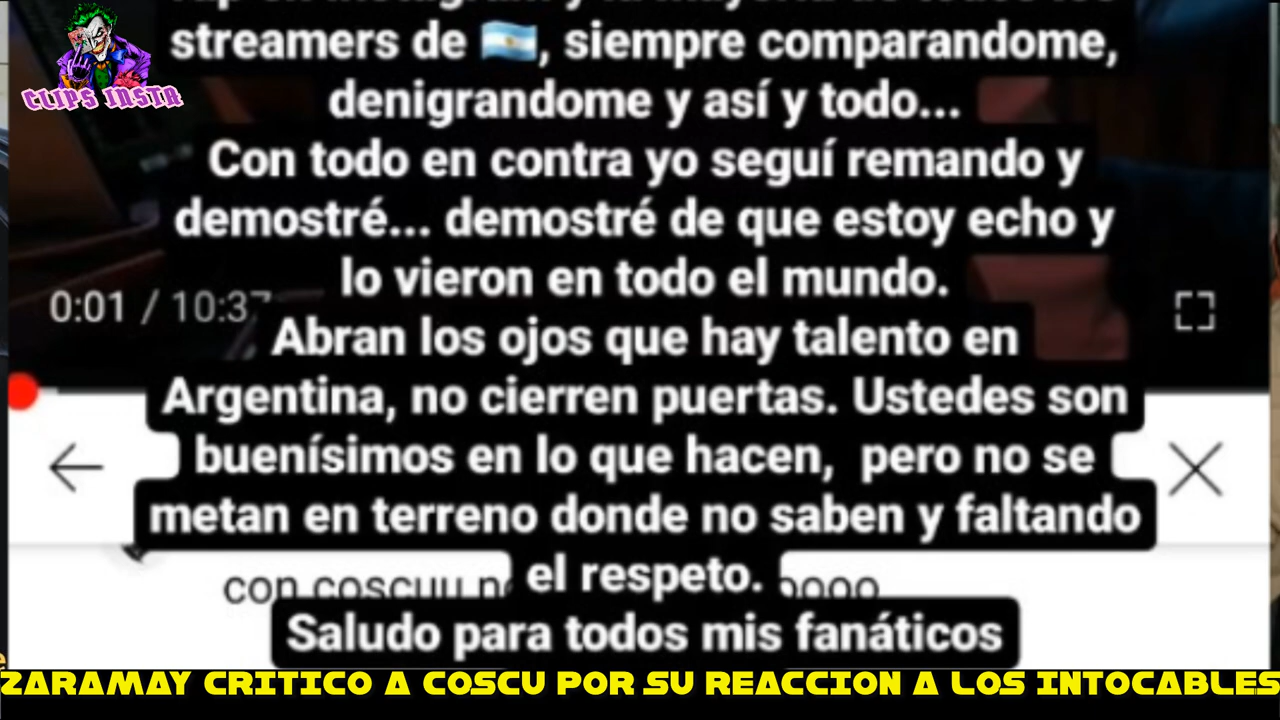 CLIPS INSTA
streamers de 🇦🇷, siempre comparandome,
denigrandome y así y todo...
Con todo en contra yo seguí remando y
demostré... demostré de que estoy echo y
lo vieron en todo el mundo.
0:01 / 10:37
Abran los ojos que hay talento en
Argentina, no cierren puertas. Ustedes son
buenísimos en lo que hacen,  pero no se
metan en terreno donde no saben y faltando
el respeto.
con coscuu
Saludo para todos mis fanáticos
ZARAMAY CRITICO A COSCU POR SU REACCION A LOS INTOCABLES